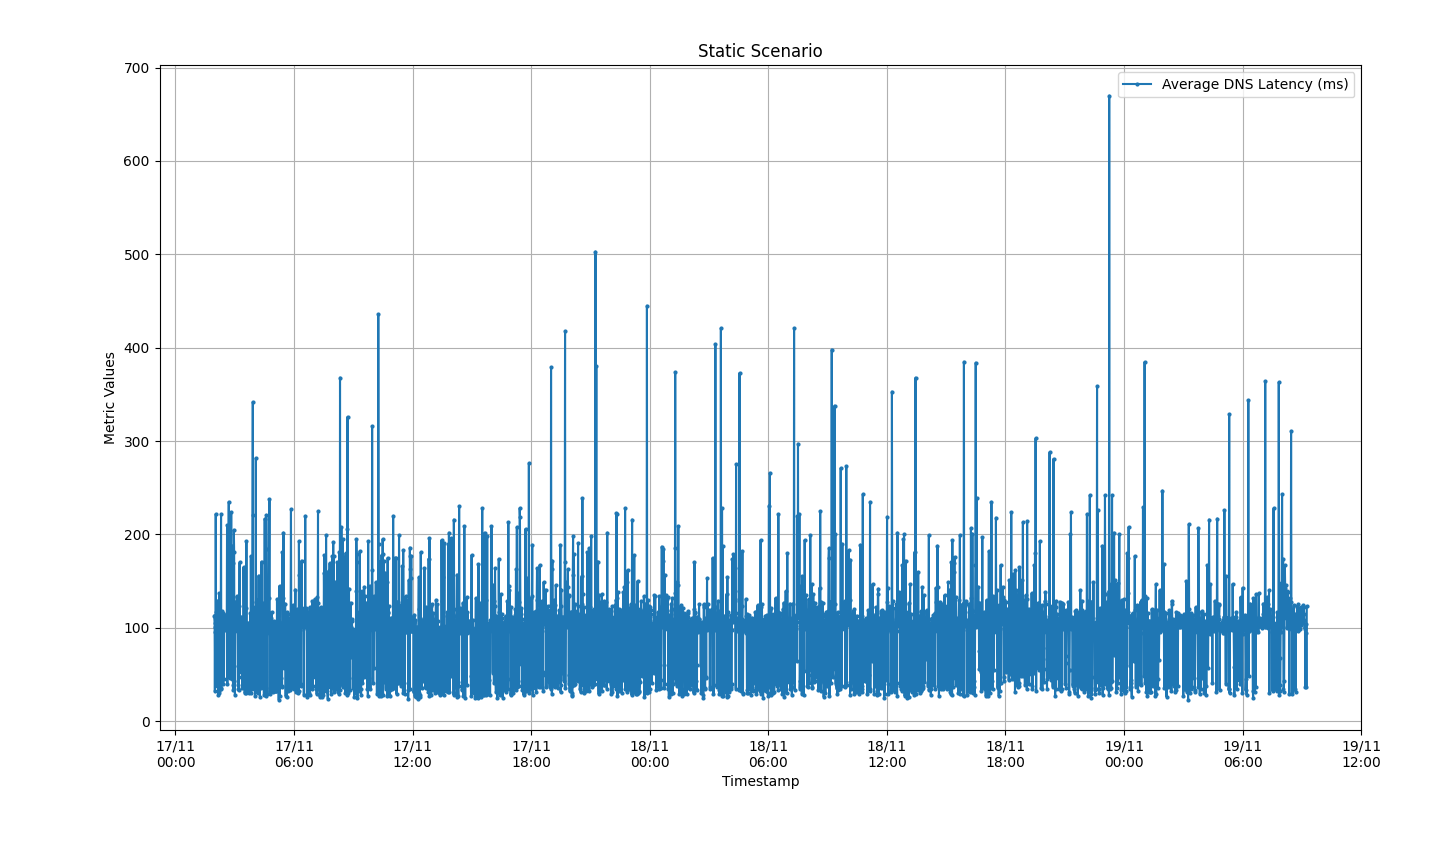 Static Scenario
Average DNS Latency (ms)
700
600
500
400
300
200
100
0
Metric Values
17/11 17/11 17/11 17/11 18/11 18/11 18/11 18/11 19/11 19/11 19/11
00:00 06:00 12:00 18:00 00:00 06:00 12:00 18:00 00:00 06:00 12:00
Timestamp